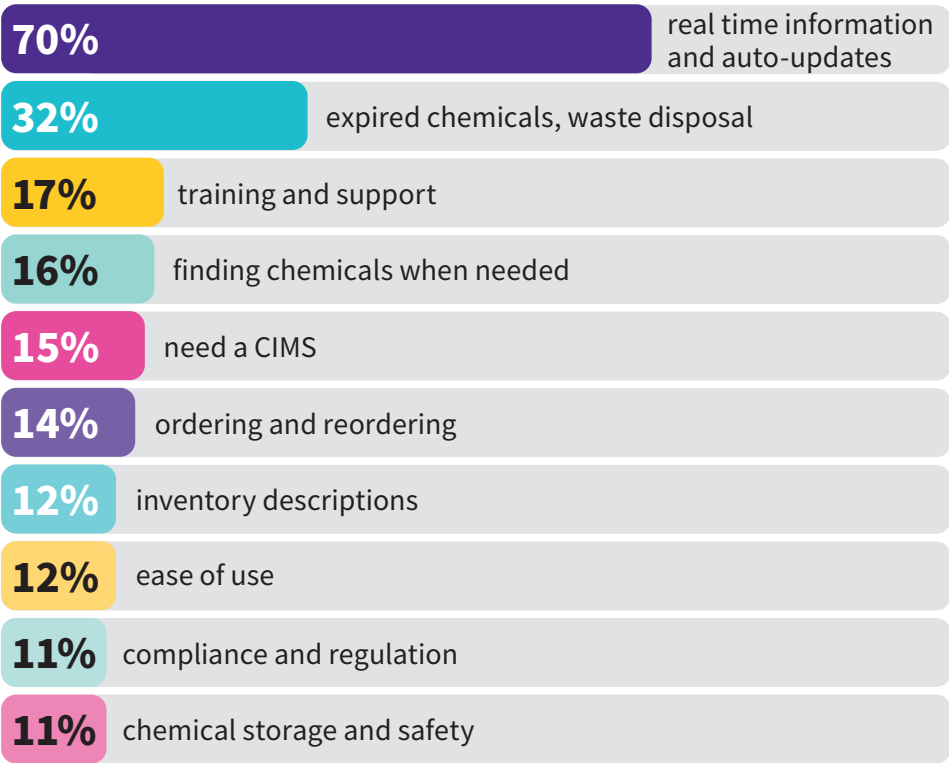 70% real time information
and auto-updates
32% expired chemicals, waste disposal
17% training and support
16% finding chemicals when needed
15% need a CIMS
14% ordering and reordering
12% inventory descriptions
12% ease of use
11% compliance and regulation
11% chemical storage and safety